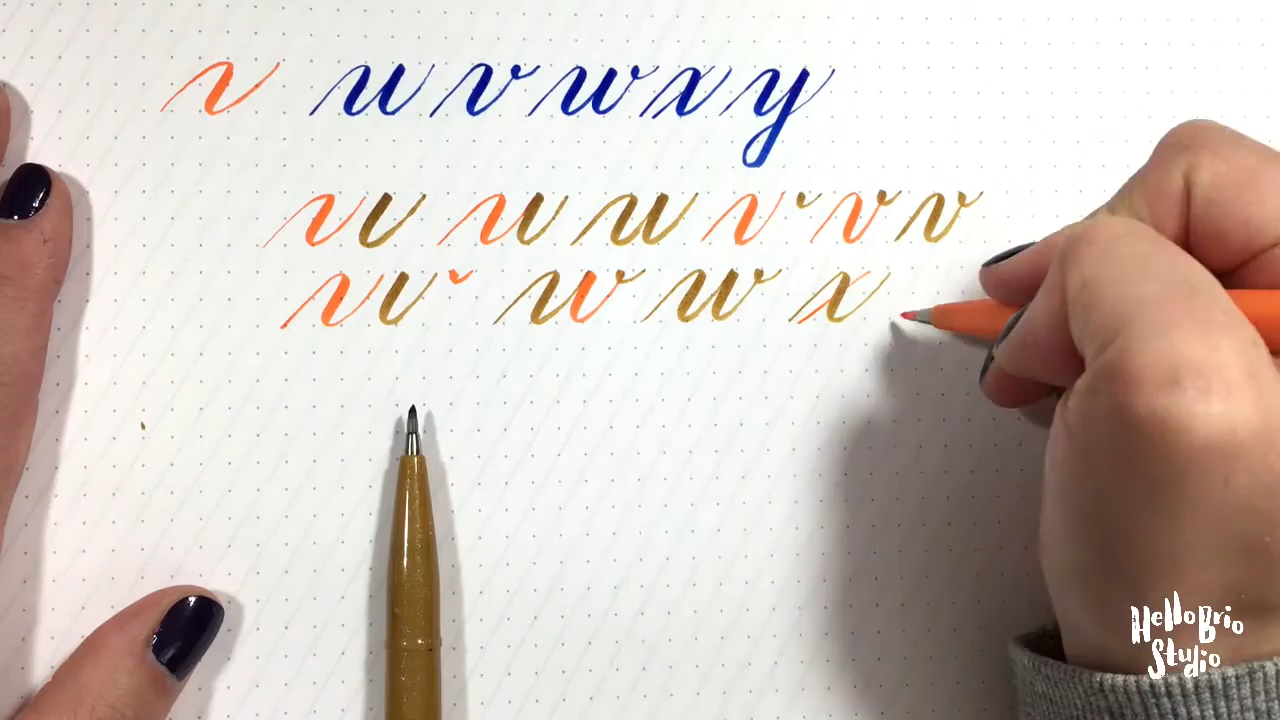 u v w x y
u u v v
w w x
Hello Brio
Studio